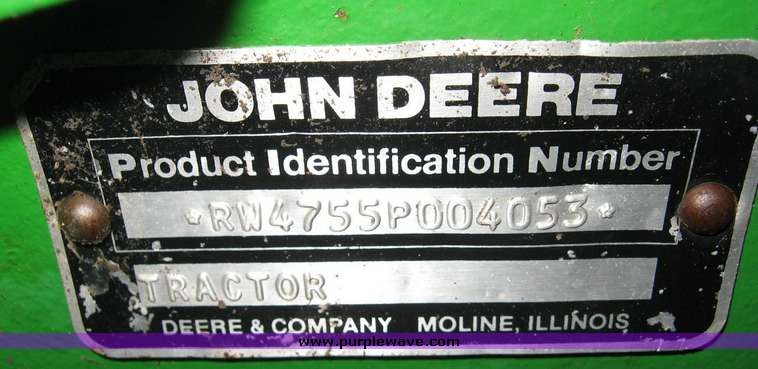 JOHN DEERE
Product Identification Number
*RW4755P004053*
TRACTOR
DEERE & COMPANY MOLINE, ILLINOIS
www.purplewave.com